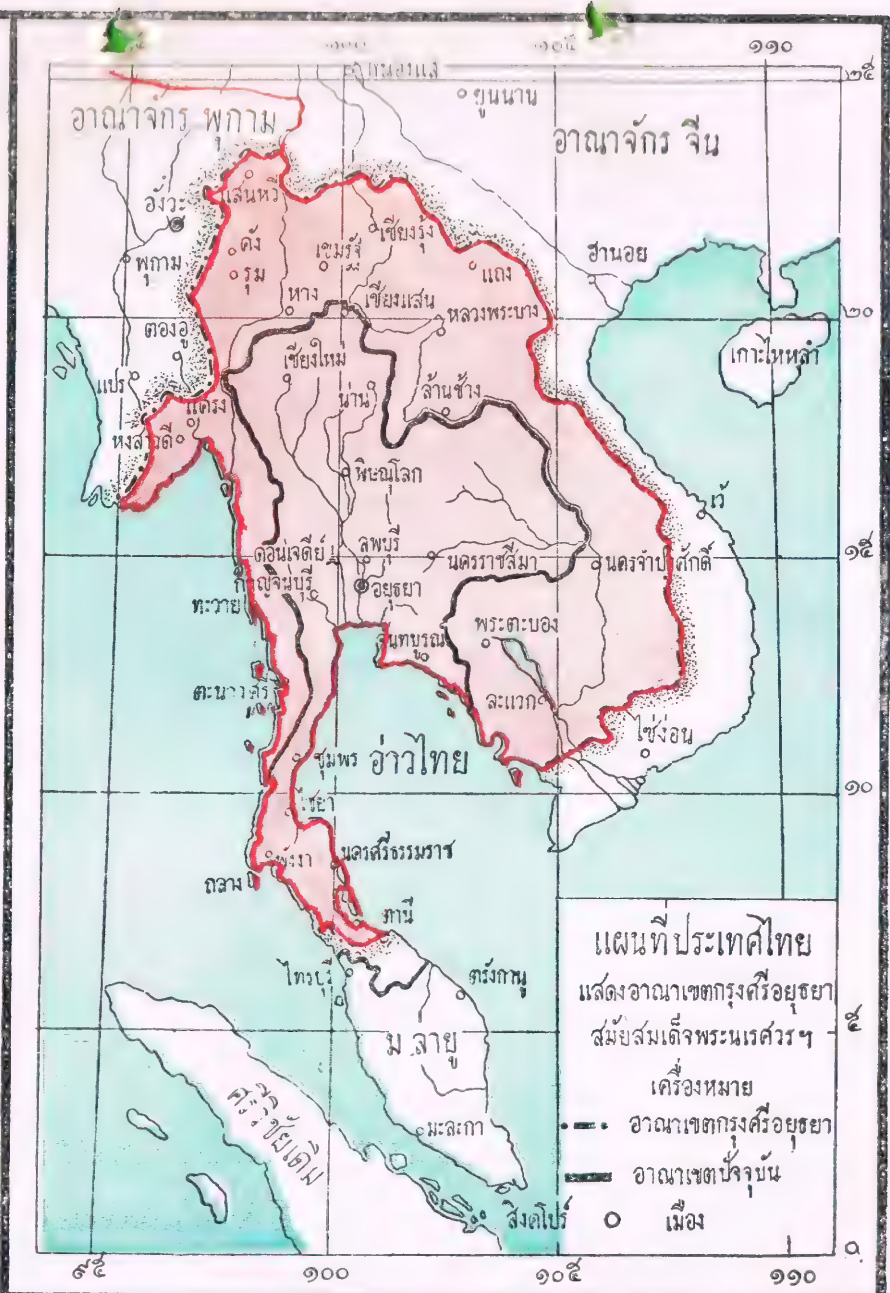 ๑๐๐ ๑๐๕ ๑๑๐
๒๕
หนองแส
ยูนนาน
อาณาจักร พุกาม
อาณาจักร จีน
เสนหวี
อังวะ
เชียงรุ้ง
คัง
เขมรัฐ
แถง
ฮานอย
พุกาม
รุม
หาง
เชียงแสน
หลวงพระบาง
๒๐
ตองอู
เชียงใหม่
เกาะไหหลำ
แปร
น่าน
ล้านช้าง
แครง
หงสาวดี
พิษณุโลก
เว้
ดอนเจดีย์
ลพบุรี
นครราชสีมา
นครจำปาศักดิ์
๑๕
กาญจนบุรี
อยุธยา
ทะวาย
พระตะบอง
จันทบูรณ
ตะนาวศรี
ละแวก
ไซ่ง่อน
ชุมพร
อ่าวไทย
๑๐
ไชยา
พังงา
นครศรีธรรมราช
ถลาง
ตานี
ไทรบุรี
ตรังกานู
๕
มลายู
ศรีวิชัยเดิม
มะละกา
สิงคโปร์
แผนที่ประเทศไทย
แสดงอาณาเขตกรุงศรีอยุธยา
สมัยสมเด็จพระนเรศวรฯ
เครื่องหมาย
อาณาเขตกรุงศรีอยุธยา
อาณาเขตปัจจุบัน
เมือง
๐
๙๕ ๑๐๐ ๑๐๕ ๑๑๐